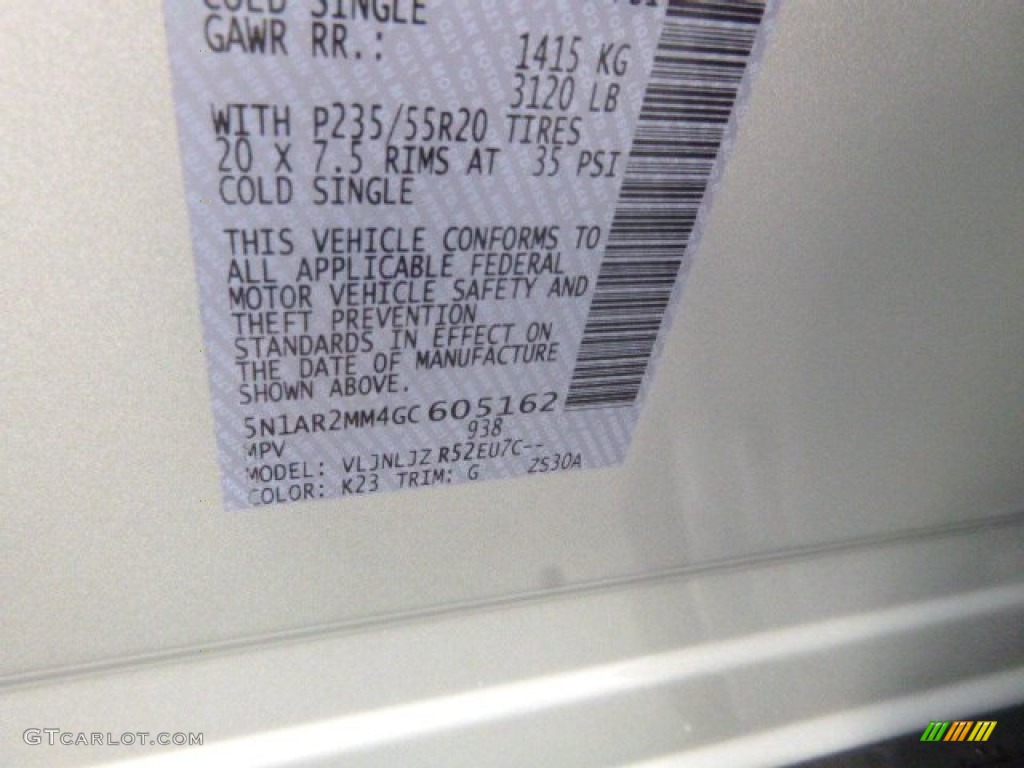 COLD SINGLE
GAWR RR.:
1415 KG
3120 LB
WITH P235/55R20 TIRES
20 X 7.5 RIMS AT 35 PSI
COLD SINGLE
THIS VEHICLE CONFORMS TO
ALL APPLICABLE FEDERAL
MOTOR VEHICLE SAFETY AND
THEFT PREVENTION
STANDARDS IN EFFECT ON
THE DATE OF MANUFACTURE
SHOWN ABOVE.
5N1AR2MM4GC605162
938
MPV
MODEL: VLJNLJZ R52EU7C--
COLOR: K23 TRIM: G ZS30A
GTCARLOT.COM